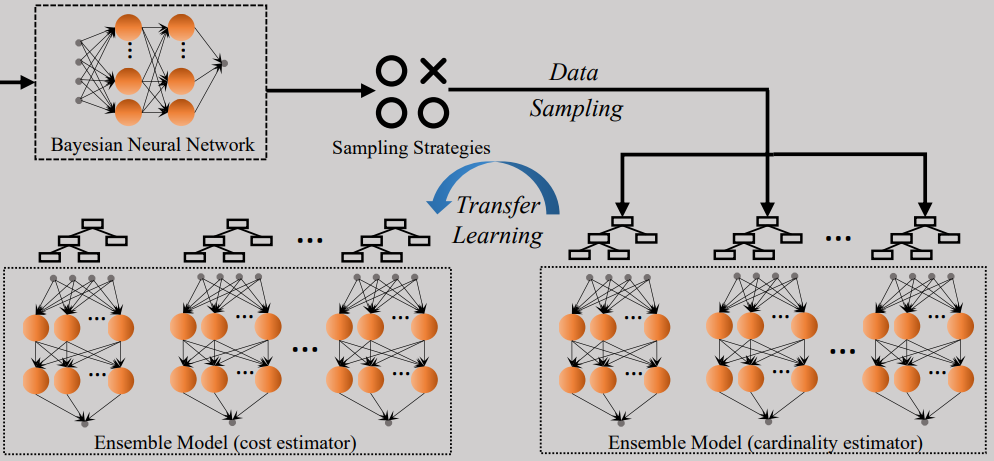 Bayesian Neural Network
Sampling Strategies
Data
Sampling
Transfer
Learning
Ensemble Model (cost estimator)
Ensemble Model (cardinality estimator)